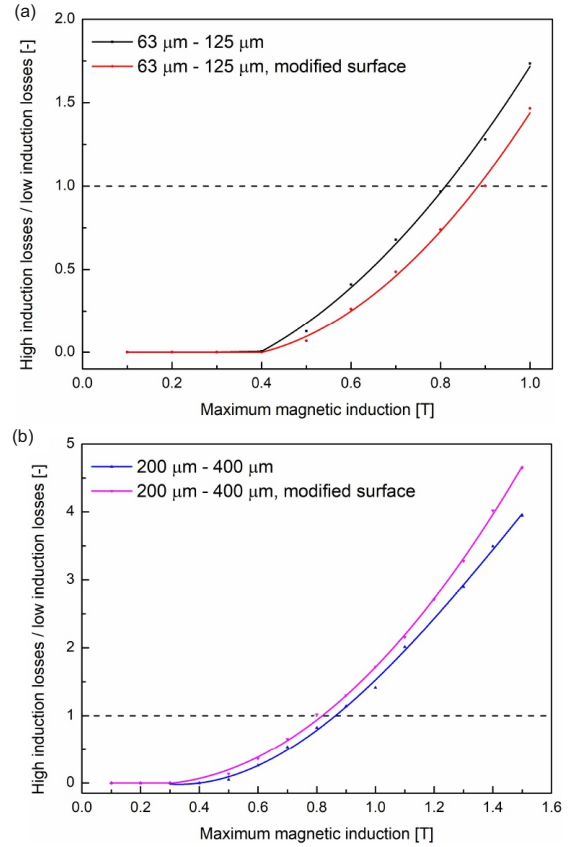 (a)
2.0
1.5
1.0
0.5
0.0
High induction losses / low induction losses [-]
63 μm - 125 μm
63 μm - 125 μm, modified surface
0.0 0.2 0.4 0.6 0.8 1.0
Maximum magnetic induction [T]
(b)
5
4
3
2
1
0
High induction losses / low induction losses [-]
200 μm - 400 μm
200 μm - 400 μm, modified surface
0.0 0.2 0.4 0.6 0.8 1.0 1.2 1.4 1.6
Maximum magnetic induction [T]